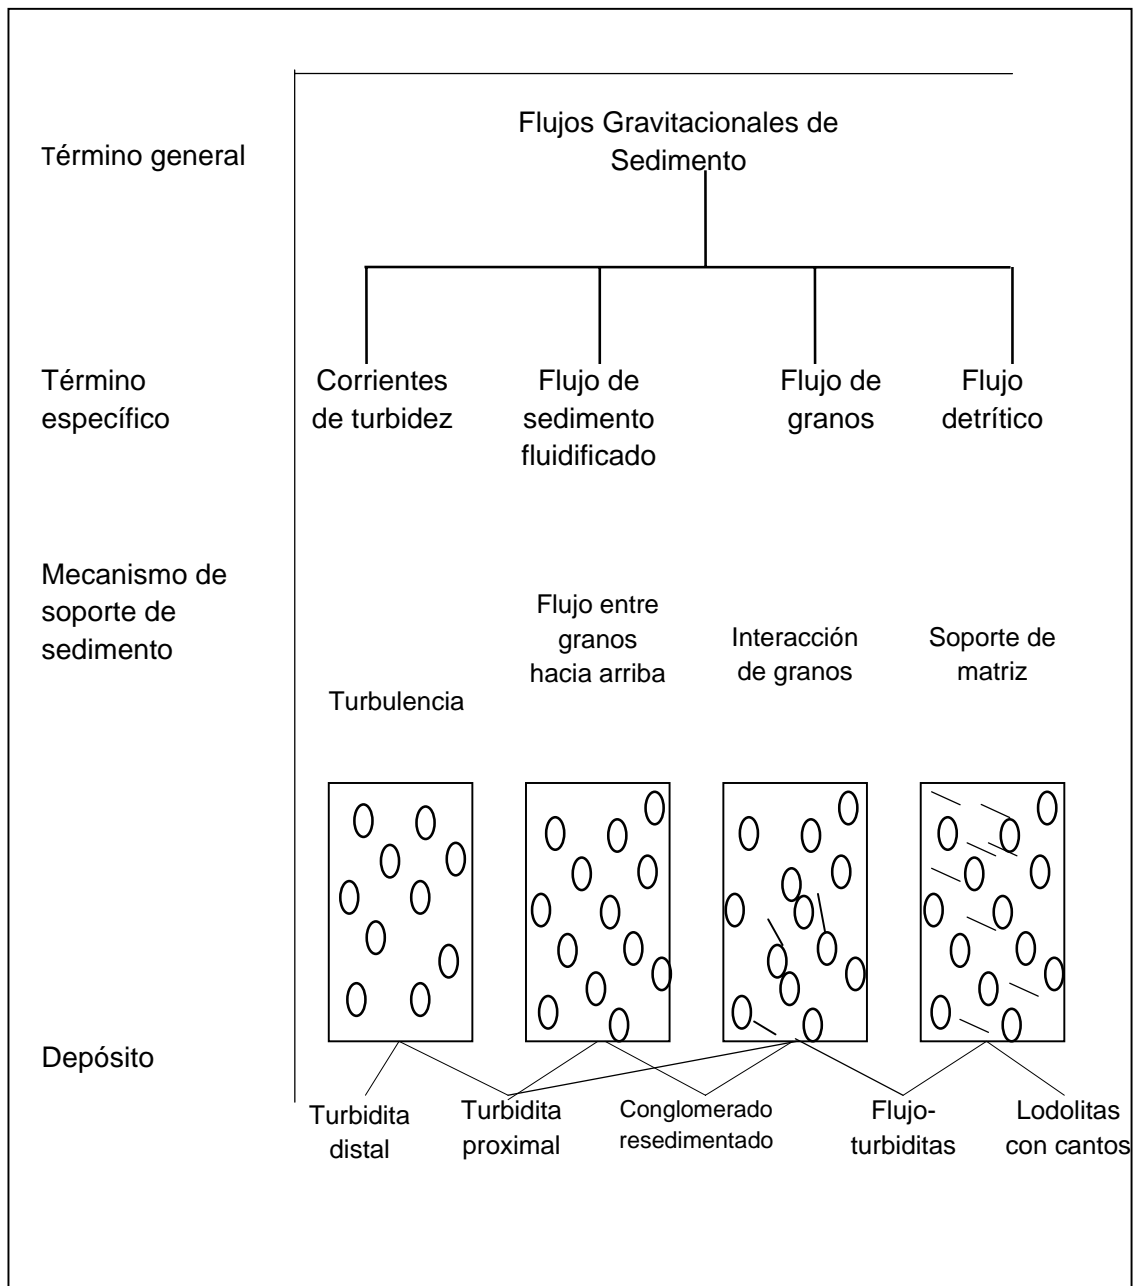 Término general
Flujos Gravitacionales de
Sedimento
Término
específico
Corrientes
de turbidez
Flujo de
sedimento
fluidificado
Flujo de
granos
Flujo
detrítico
Mecanismo de
soporte de
sedimento
Turbulencia
Flujo entre
granos
hacia arriba
Interacción
de granos
Soporte de
matriz
Depósito
Turbidita
distal
Turbidita
proximal
Conglomerado
resedimentado
Flujo-
turbiditas
Lodolitas
con cantos